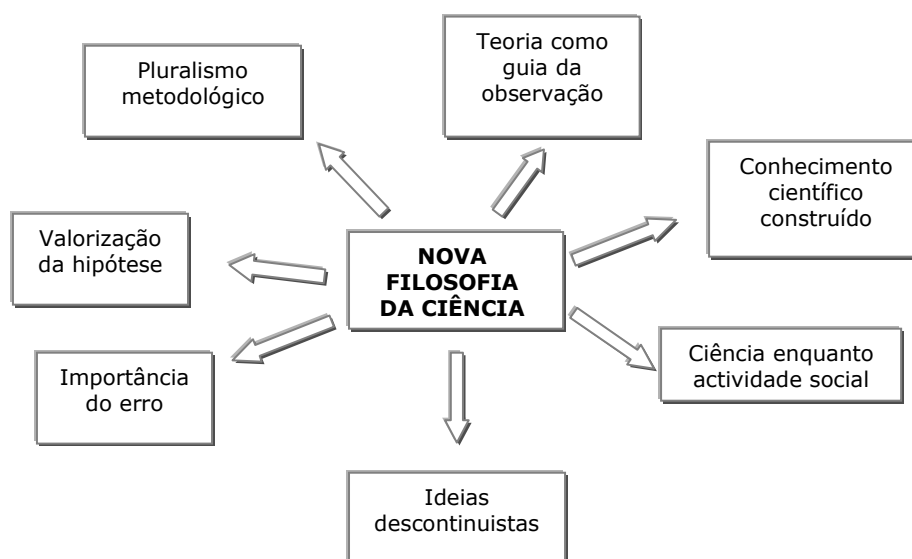 Pluralismo
metodológico
Teoria como
guia da
observação
Conhecimento
científico
construído
Valorização
da hipótese
NOVA
FILOSOFIA
DA CIÊNCIA
Ciência enquanto
actividade social
Importância
do erro
Ideias
descontinuistas